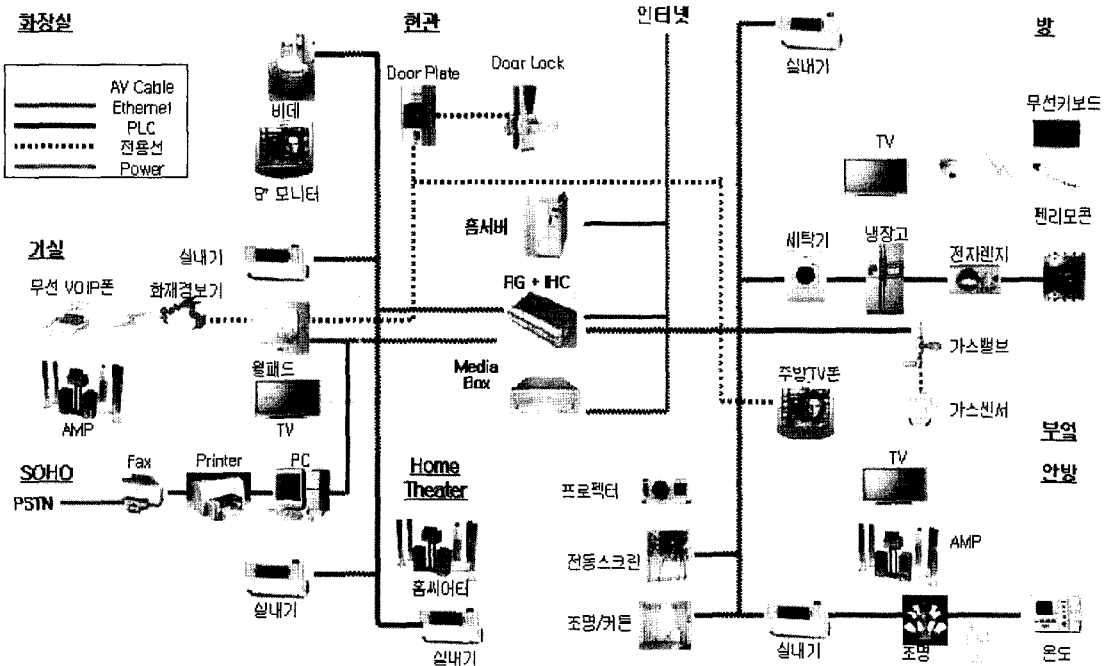 화장실
AV Cable
Ethernet
PLC
전용선
Power
비데
모니터
현관
Door Plate
Door Lock
인터넷
실내기
방
무선키보드
TV
펜리모콘
홈서버
세탁기
냉장고
전자렌지
거실
무선 VOIP폰
화재경보기
실내기
월패드
RG + IHC
Media
Box
가스밸브
주방TV폰
가스센서
AMP
TV
부엌
SOHO
PSTN
Fax
Printer
PC
Home
Theater
홈씨어터
프로젝터
전동스크린
조명/커튼
안방
TV
AMP
실내기
실내기
실내기
조명
온도